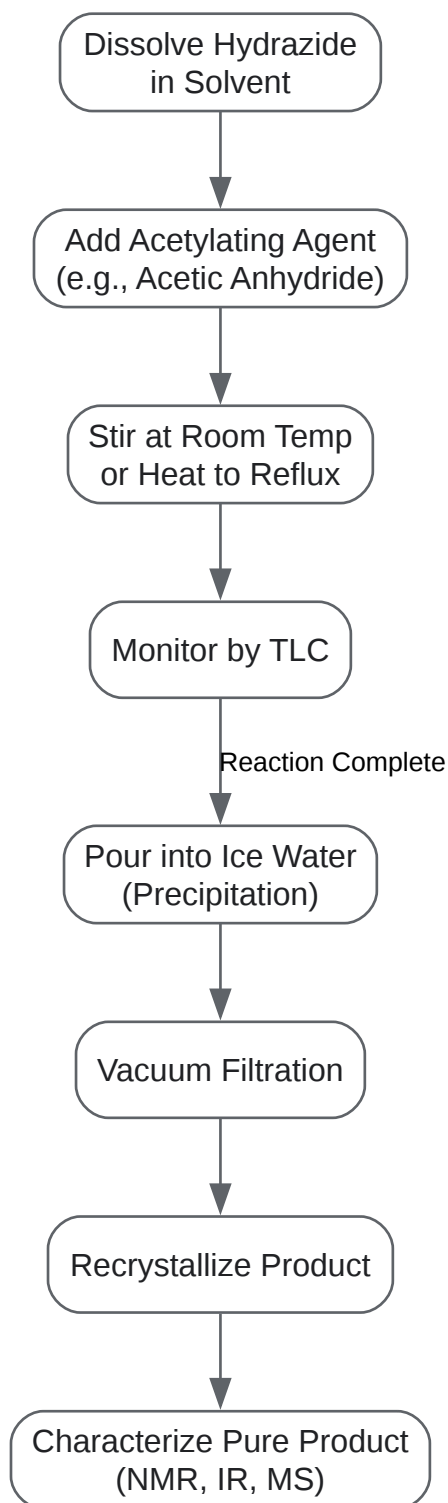 Dissolve Hydrazide
in Solvent
Add Acetylating Agent
(e.g., Acetic Anhydride)
Stir at Room Temp
or Heat to Reflux
Monitor by TLC
Reaction Complete
Pour into Ice Water
(Precipitation)
Vacuum Filtration
Recrystallize Product
Characterize Pure Product
(NMR, IR, MS)